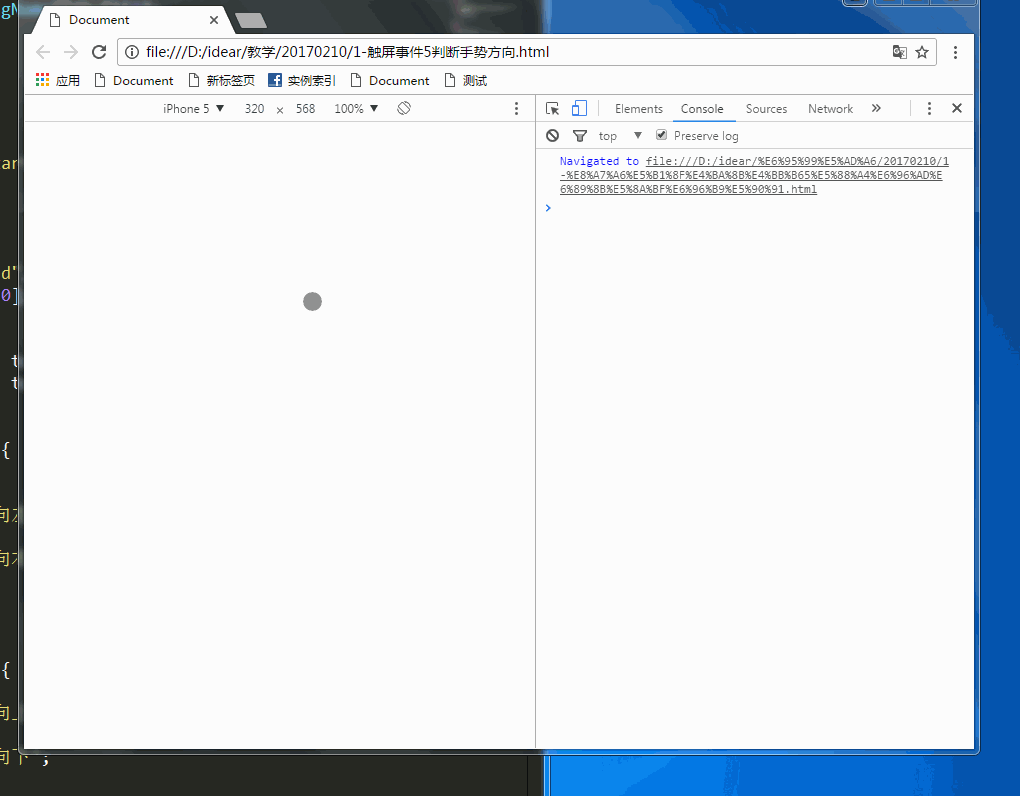 gM
Document
file:///D:/idear/教学/20170210/1-触屏事件5判断手势方向.html
应用 Document 新标签页 实例索引 Document 测试
iPhone 5 320 × 568 100%
Elements Console Sources Network
top Preserve log
Navigated to file:///D:/idear/%E6%95%99%E5%AD%A6/20170210/1
-%E8%A7%A6%E5%B1%8F%E4%BA%8B%E4%BB%B65%E5%88%A4%E6%96%AD%E
6%89%8B%E5%8A%BF%E6%96%B9%E5%90%91.html
ar
d"
0]
t
t
{
向
向
{
向
向下";